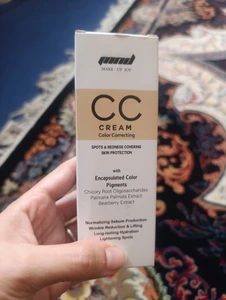 MAKE-UP JOY
CC
CREAM
Color Correcting
SPOTS & REDNESS COVERING
SKIN PROTECTION
with
Encapsulated Color
Pigments
Chicory Root Oligosaccharides
Palmaria Palmata Extract
Bearberry Extract
Normalizing Sebum Production
Wrinkle Reduction & Lifting
Long-lasting Hydration
Lightening Spots